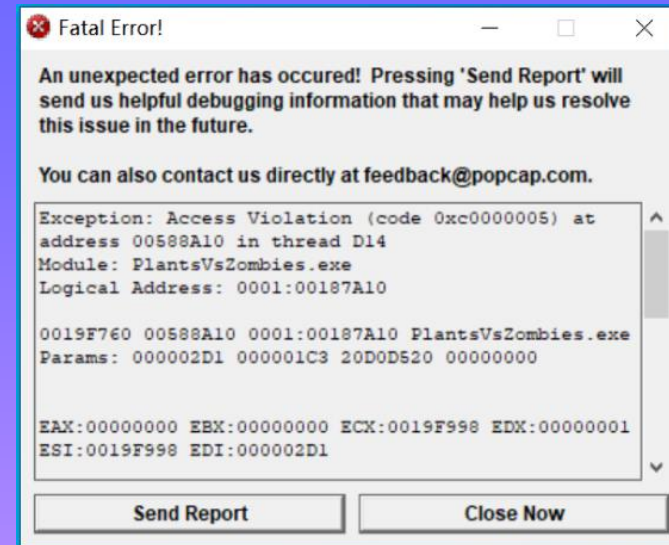 Fatal Error!
An unexpected error has occured! Pressing 'Send Report' will
send us helpful debugging information that may help us resolve
this issue in the future.
You can also contact us directly at feedback@popcap.com.
Exception: Access Violation (code 0xc0000005) at
address 00588A10 in thread D14
Module: PlantsVsZombies.exe
Logical Address: 0001:00187A10
0019F760 00588A10 0001:00187A10 PlantsVsZombies.exe
Params: 000002D1 000001C3 20D0D520 00000000
EAX:00000000 EBX:00000000 ECX:0019F998 EDX:00000001
ESI:0019F998 EDI:000002D1
Send Report
Close Now